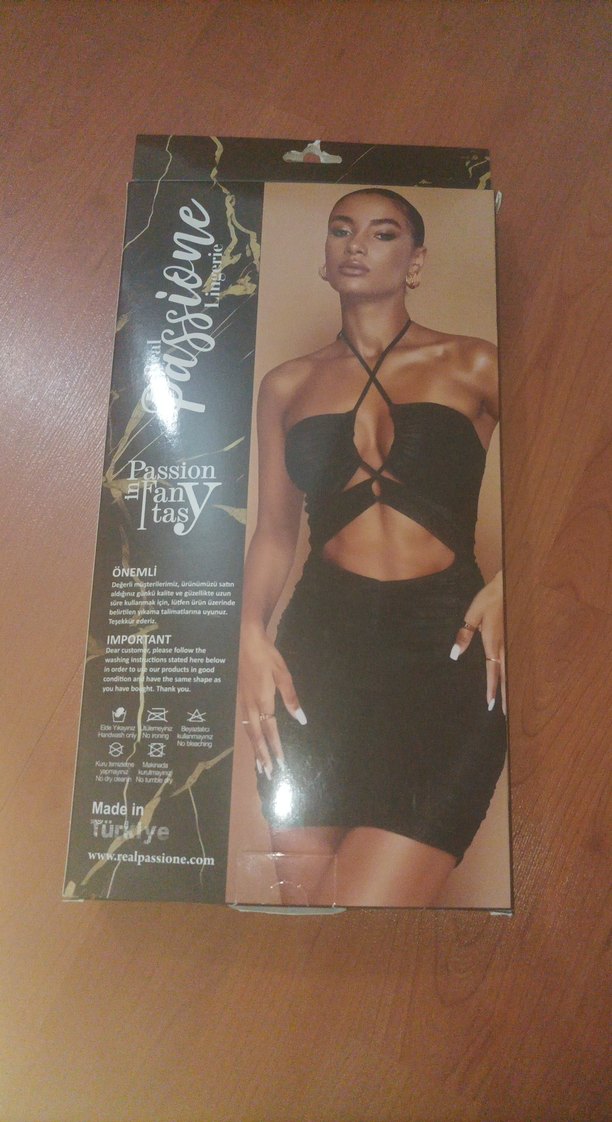 Real
Passione
Lingerie
Passion
in Fan
tasy
ÖNEMLİ
Değerli müşterilerimiz, ürünümüzü satın
aldığınız günkü kalite ve güzellikte uzun
süre kullanmak için, lütfen ürün üzerinde
belirtilen yıkama talimatlarına uyunuz.
Teşekkür ederiz.
IMPORTANT
Dear customer, please follow the
washing instructions stated here below
in order to use our products in good
condition and have the same shape as
you have bought. Thank you.
Elde Yıkayınız
Handwash only
Ütülemeyiniz
No ironing
Beyazlatıcı
kullanmayınız
No bleaching
Kuru temizleme
yapmayınız
No dry clean
Makinada
kurutmayınız
No tumble dry
Made in
Türkiye
www.realpassione.com